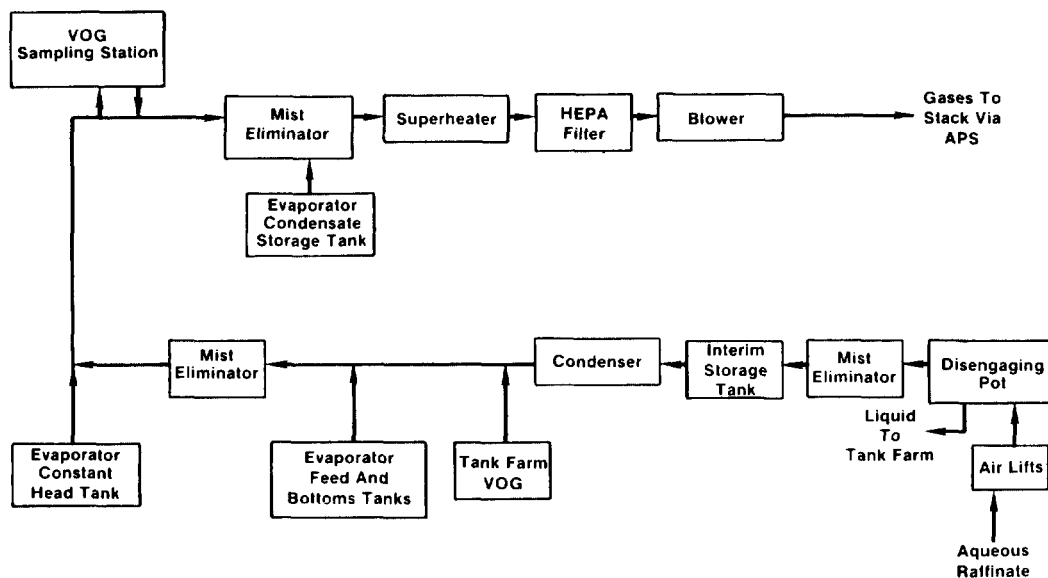 VOG
Sampling Station
Mist
Eliminator
Superheater
HEPA
Filter
Blower
Gases To
Stack Via
APS
Evaporator
Condensate
Storage Tank
Mist
Eliminator
Condenser
Interim
Storage
Tank
Mist
Eliminator
Disengaging
Pot
Liquid
To
Tank Farm
Evaporator
Constant
Head Tank
Evaporator
Feed And
Bottoms Tanks
Tank Farm
VOG
Air Lifts
Aqueous
Raffinate